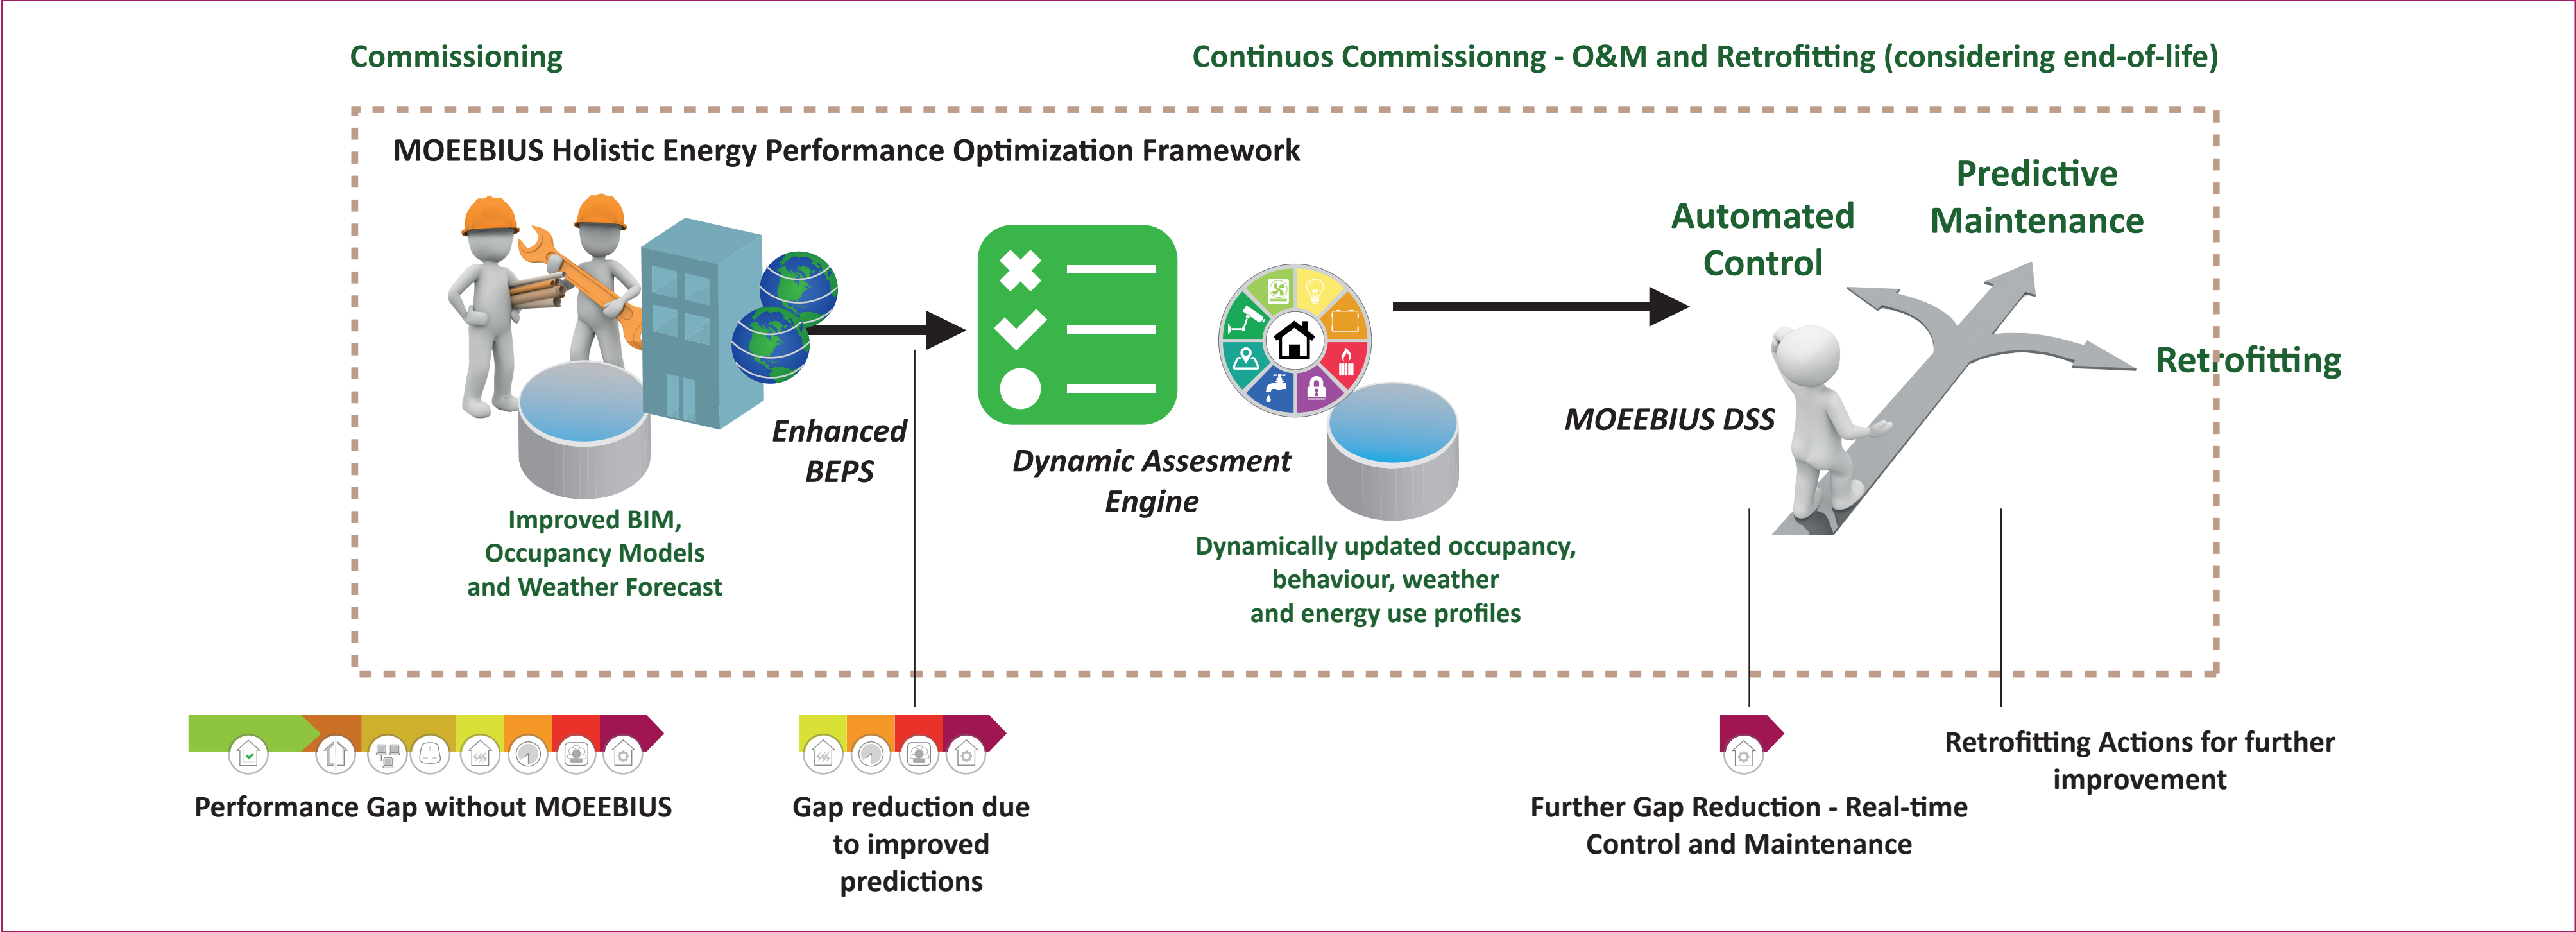 Commissioning
Continuos Commissionng - O&M and Retrofitting (considering end-of-life)
MOEEBIUS Holistic Energy Performance Optimization Framework
Enhanced
BEPS
Improved BIM,
Occupancy Models
and Weather Forecast
Dynamic Assesment
Engine
Dynamically updated occupancy,
behaviour, weather
and energy use profiles
MOEEBIUS DSS
Automated
Control
Predictive
Maintenance
Retrofitting
Performance Gap without MOEEBIUS
Gap reduction due
to improved
predictions
Further Gap Reduction - Real-time
Control and Maintenance
Retrofitting Actions for further
improvement